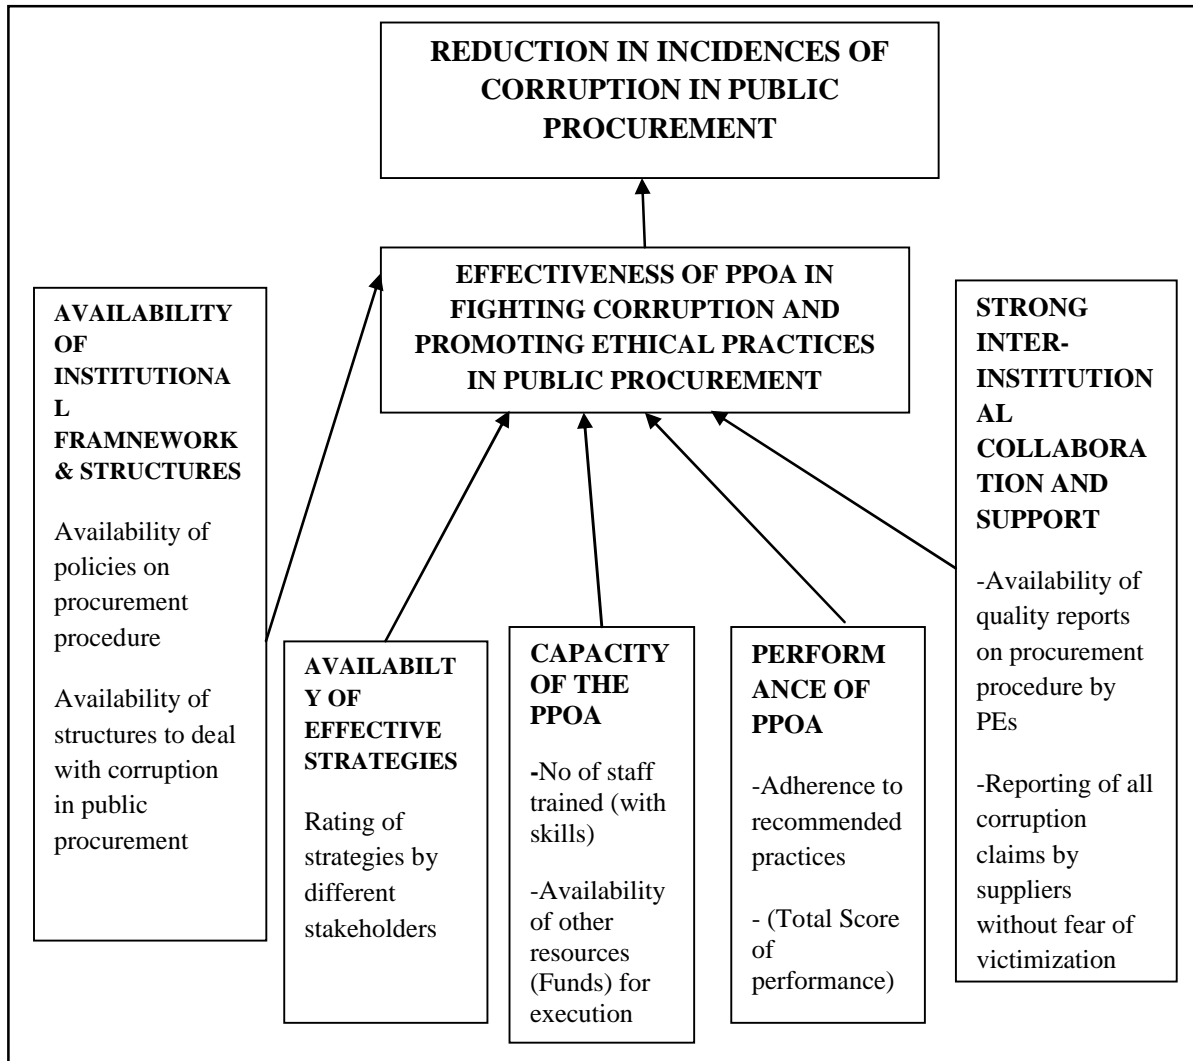 REDUCTION IN INCIDENCES OF
CORRUPTION IN PUBLIC
PROCUREMENT
EFFECTIVENESS OF PPOA IN
FIGHTING CORRUPTION AND
PROMOTING ETHICAL PRACTICES
IN PUBLIC PROCUREMENT
AVAILABILITY
OF
INSTITUTIONA
L
FRAMNEWORK
& STRUCTURES
Availability of
policies on
procurement
procedure
Availability of
structures to deal
with corruption
in public
procurement
AVAILABILT
Y OF
EFFECTIVE
STRATEGIES
Rating of
strategies by
different
stakeholders
CAPACITY
OF THE
PPOA
-No of staff
trained (with
skills)
-Availability
of other
resources
(Funds) for
execution
PERFORM
ANCE OF
PPOA
-Adherence to
recommended
practices
- (Total Score
of
performance)
STRONG
INTER-
INSTITUTION
AL
COLLABORA
TION AND
SUPPORT
-Availability of
quality reports
on procurement
procedure by
PEs
-Reporting of all
corruption
claims by
suppliers
without fear of
victimization